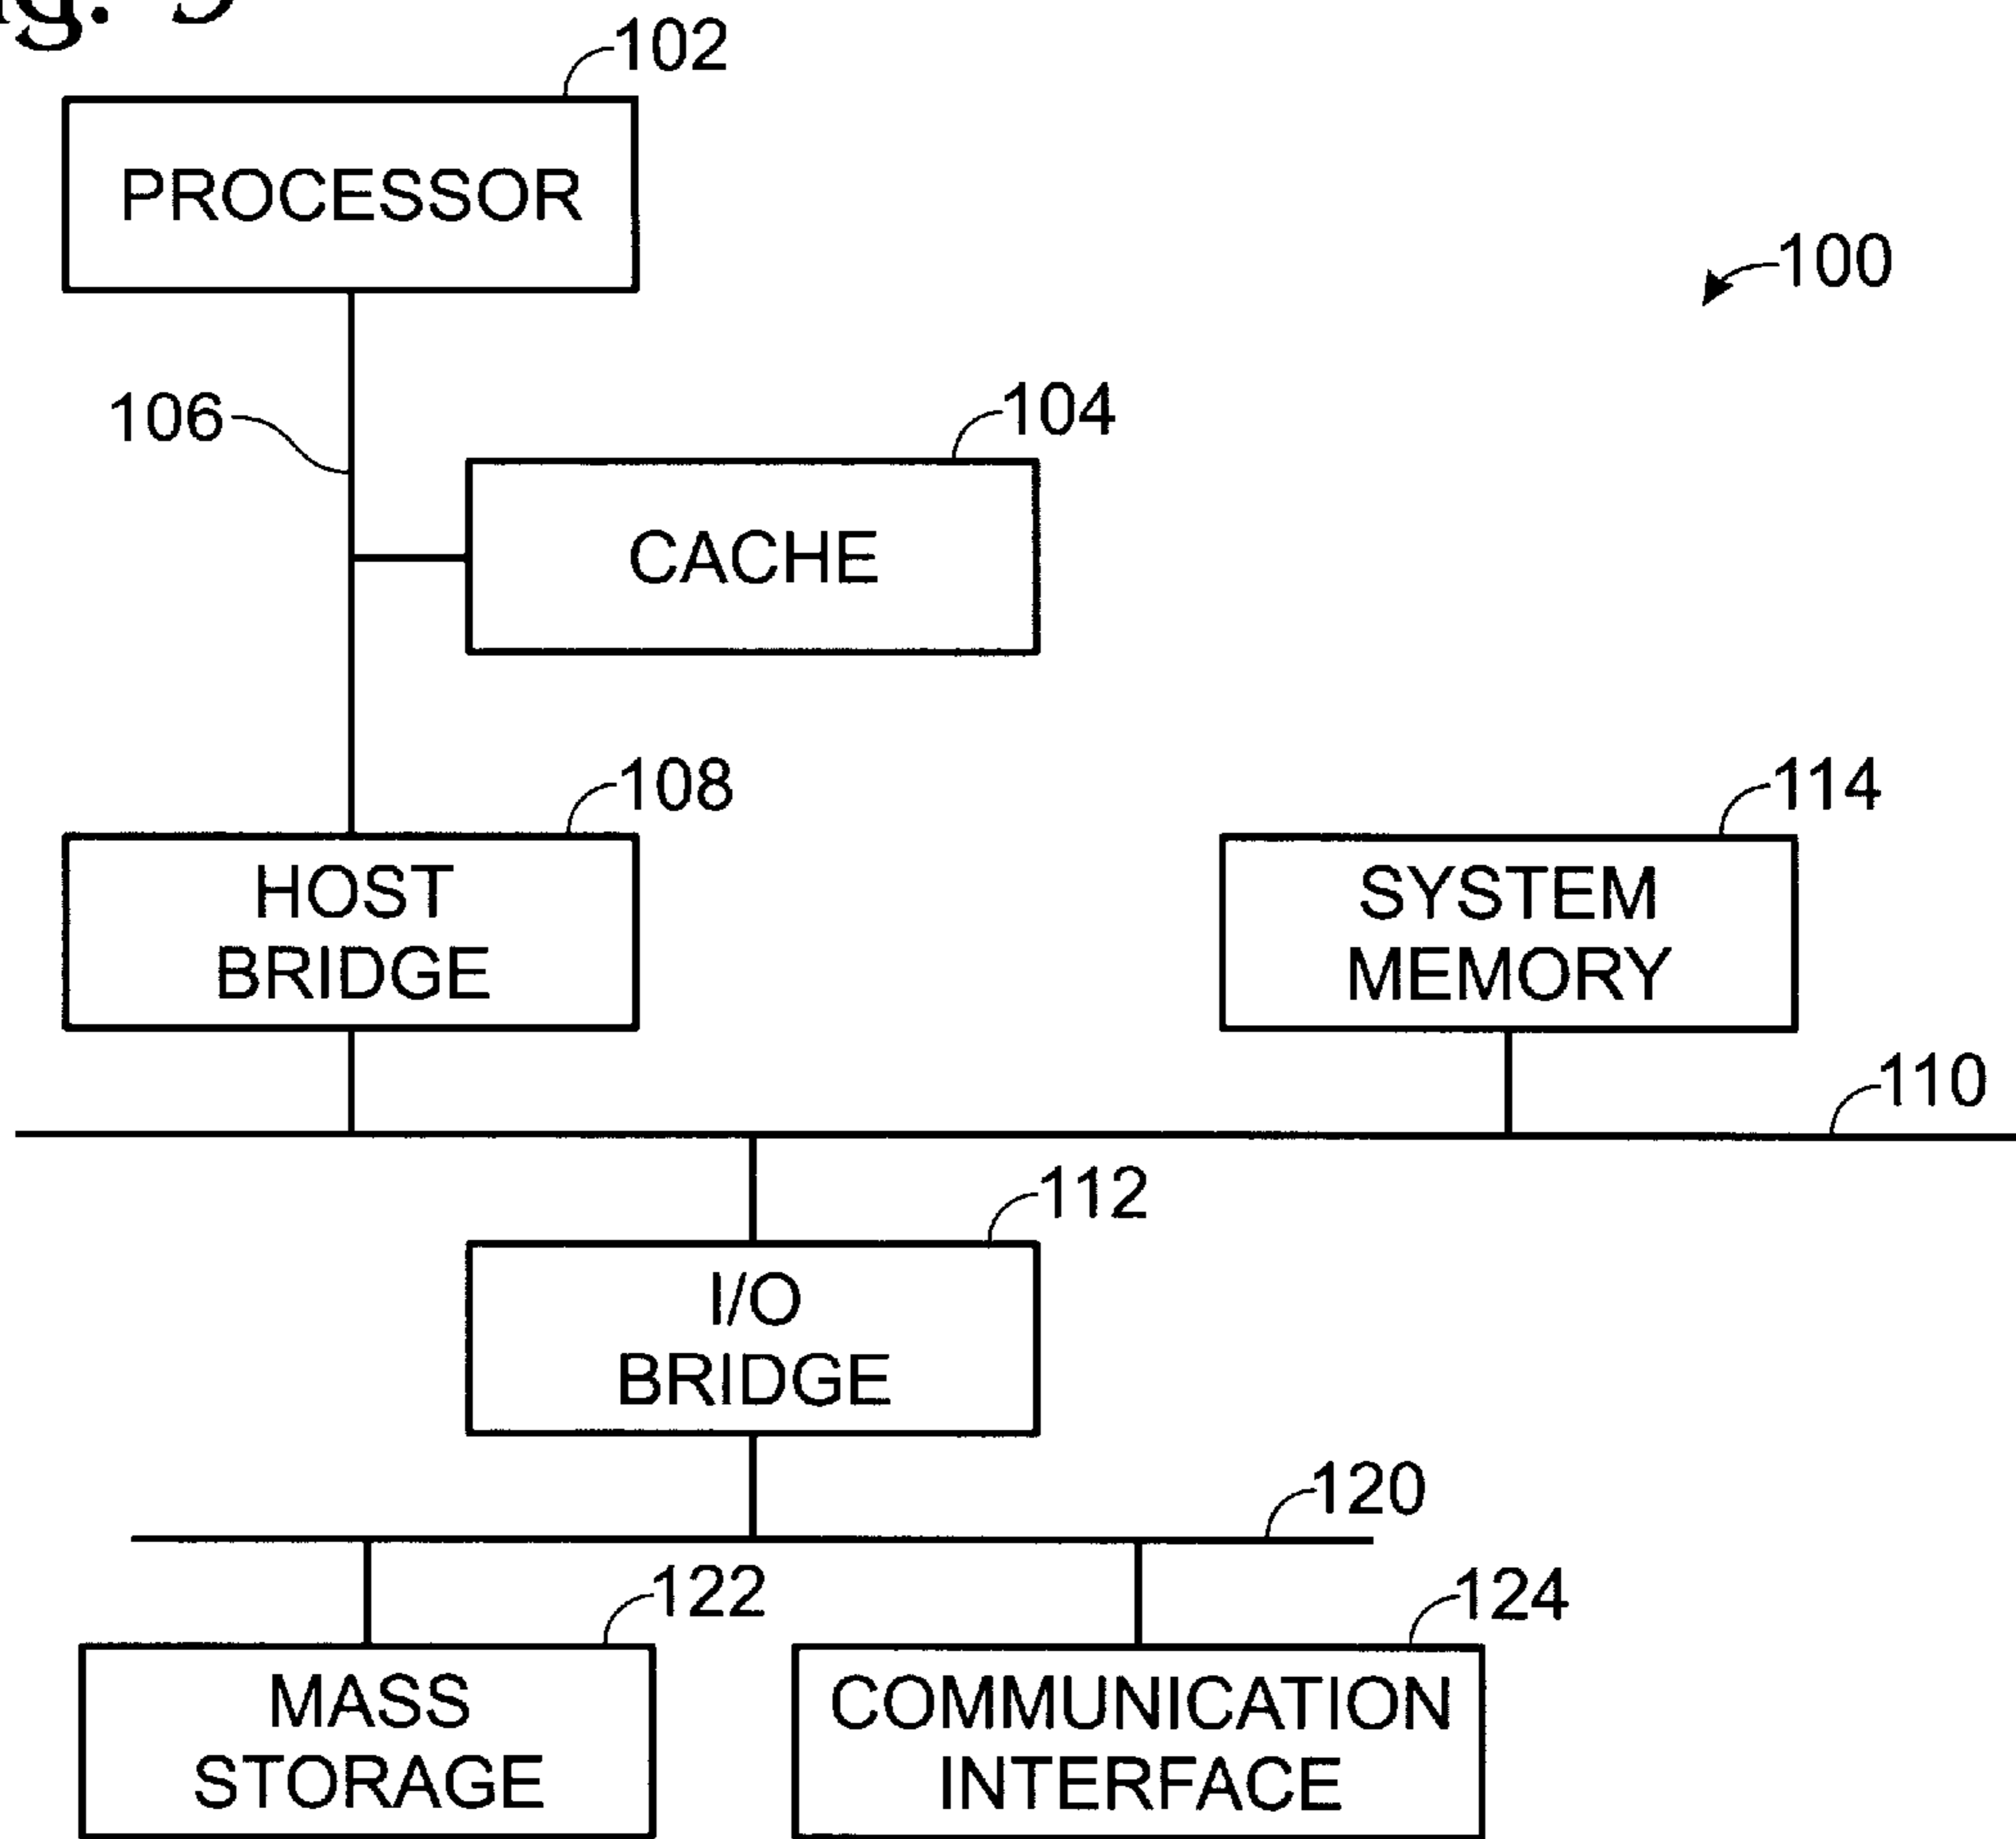 102
PROCESSOR
100
106
104
CACHE
108
114
HOST
BRIDGE
SYSTEM
MEMORY
110
112
I/O
BRIDGE
120
122
124
MASS
STORAGE
COMMUNICATION
INTERFACE